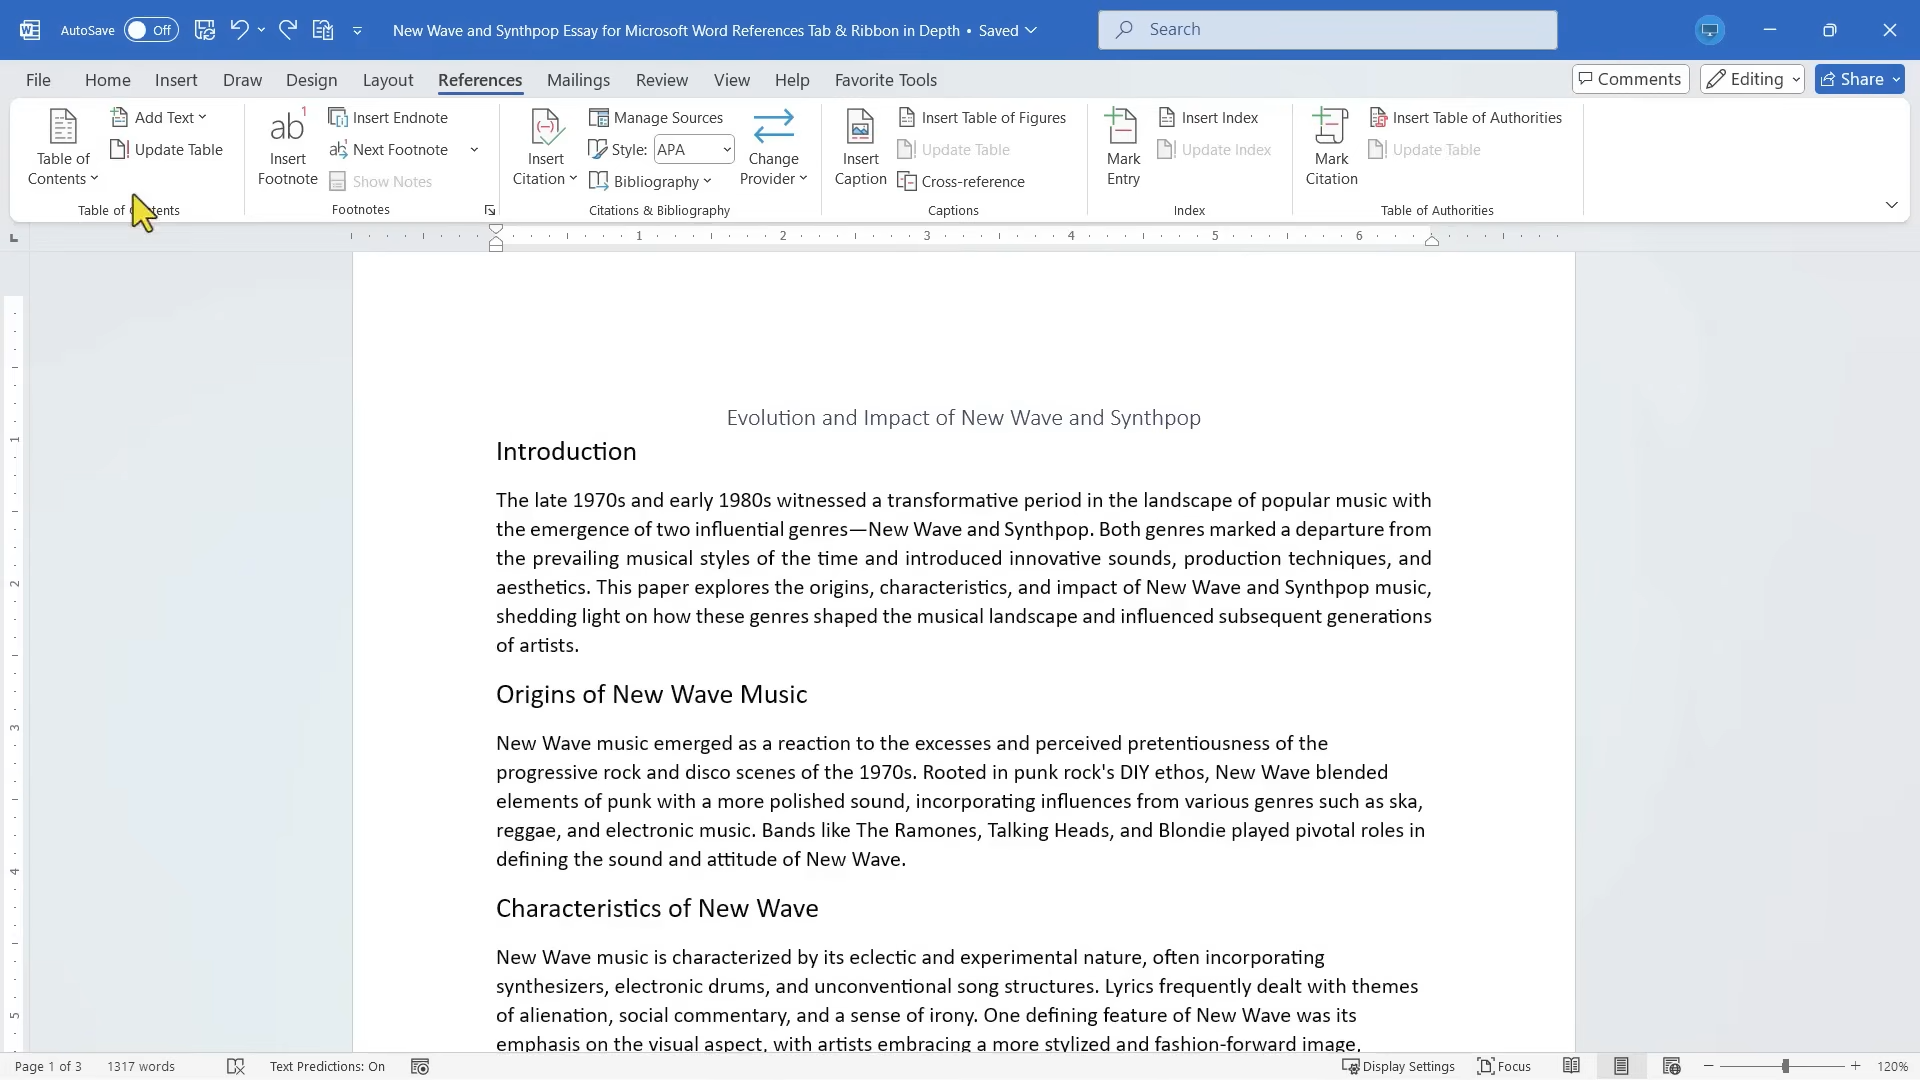 AutoSave Off New Wave and Synthpop Essay for Microsoft Word References Tab & Ribbon in Depth • Saved Search
File Home Insert Draw Design Layout References Mailings Review View Help Favorite Tools Comments Editing Share
Table of Contents
Add Text
Update Table
Table of Contents
ab1 Insert Footnote
Insert Endnote
Next Footnote
Show Notes
Footnotes
Insert Citation
Manage Sources
Style: APA
Bibliography
Change Provider
Citations & Bibliography
Insert Caption
Insert Table of Figures
Update Table
Cross-reference
Captions
Mark Entry
Insert Index
Update Index
Index
Mark Citation
Insert Table of Authorities
Update Table
Table of Authorities
1 2 3 4 5 6
1
2
3
4
5
Evolution and Impact of New Wave and Synthpop
Introduction
The late 1970s and early 1980s witnessed a transformative period in the landscape of popular music with
the emergence of two influential genres—New Wave and Synthpop. Both genres marked a departure from
the prevailing musical styles of the time and introduced innovative sounds, production techniques, and
aesthetics. This paper explores the origins, characteristics, and impact of New Wave and Synthpop music,
shedding light on how these genres shaped the musical landscape and influenced subsequent generations
of artists.
Origins of New Wave Music
New Wave music emerged as a reaction to the excesses and perceived pretentiousness of the
progressive rock and disco scenes of the 1970s. Rooted in punk rock's DIY ethos, New Wave blended
elements of punk with a more polished sound, incorporating influences from various genres such as ska,
reggae, and electronic music. Bands like The Ramones, Talking Heads, and Blondie played pivotal roles in
defining the sound and attitude of New Wave.
Characteristics of New Wave
New Wave music is characterized by its eclectic and experimental nature, often incorporating
synthesizers, electronic drums, and unconventional song structures. Lyrics frequently dealt with themes
of alienation, social commentary, and a sense of irony. One defining feature of New Wave was its
emphasis on the visual aspect, with artists embracing a more stylized and fashion-forward image.
Page 1 of 3 1317 words Text Predictions: On Display Settings Focus 120%